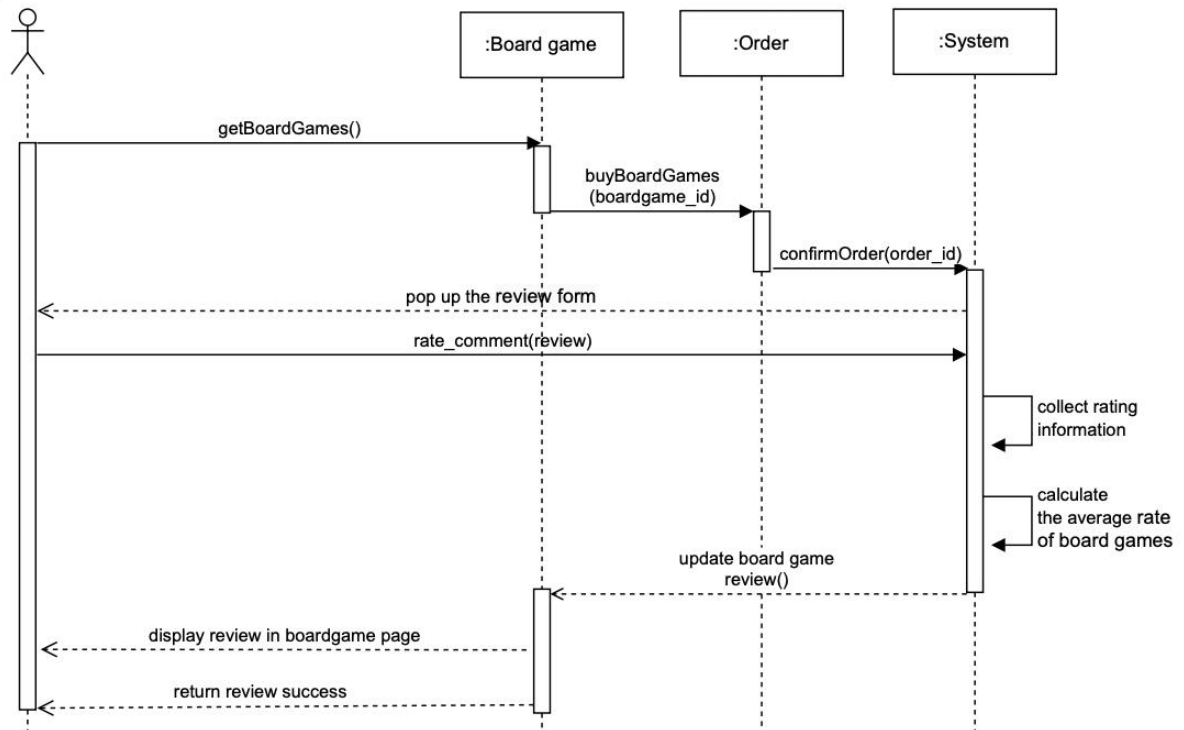 :Board game
:Order
:System
getBoardGames()
buyBoardGames
(boardgame_id)
confirmOrder(order_id)
pop up the review form
rate_comment(review)
collect rating
information
calculate
the average rate
of board games
update board game
review()
display review in boardgame page
return review success